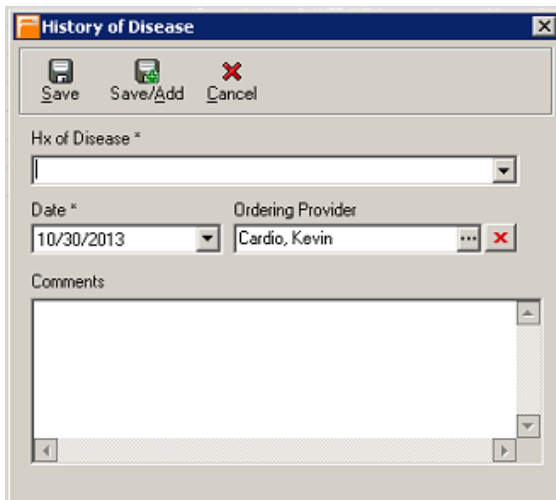 History of Disease
Save Save/Add Cancel
Hx of Disease *
Date * Ordering Provider
10/30/2013 Cardio, Kevin ...
Comments